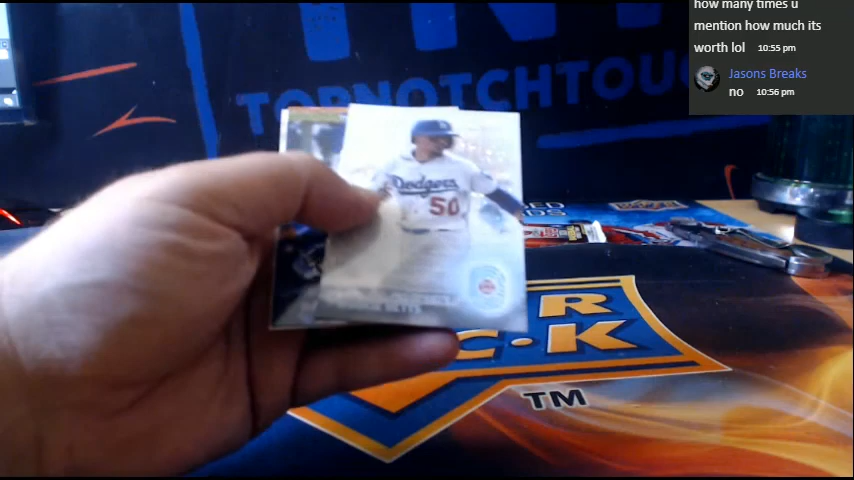 how many times u
mention how much its
worth lol 10:55 pm
Jasons Breaks
no 10:56 pm
TOPNOTCHTOU
Dodgers
50
R
C·K
TM